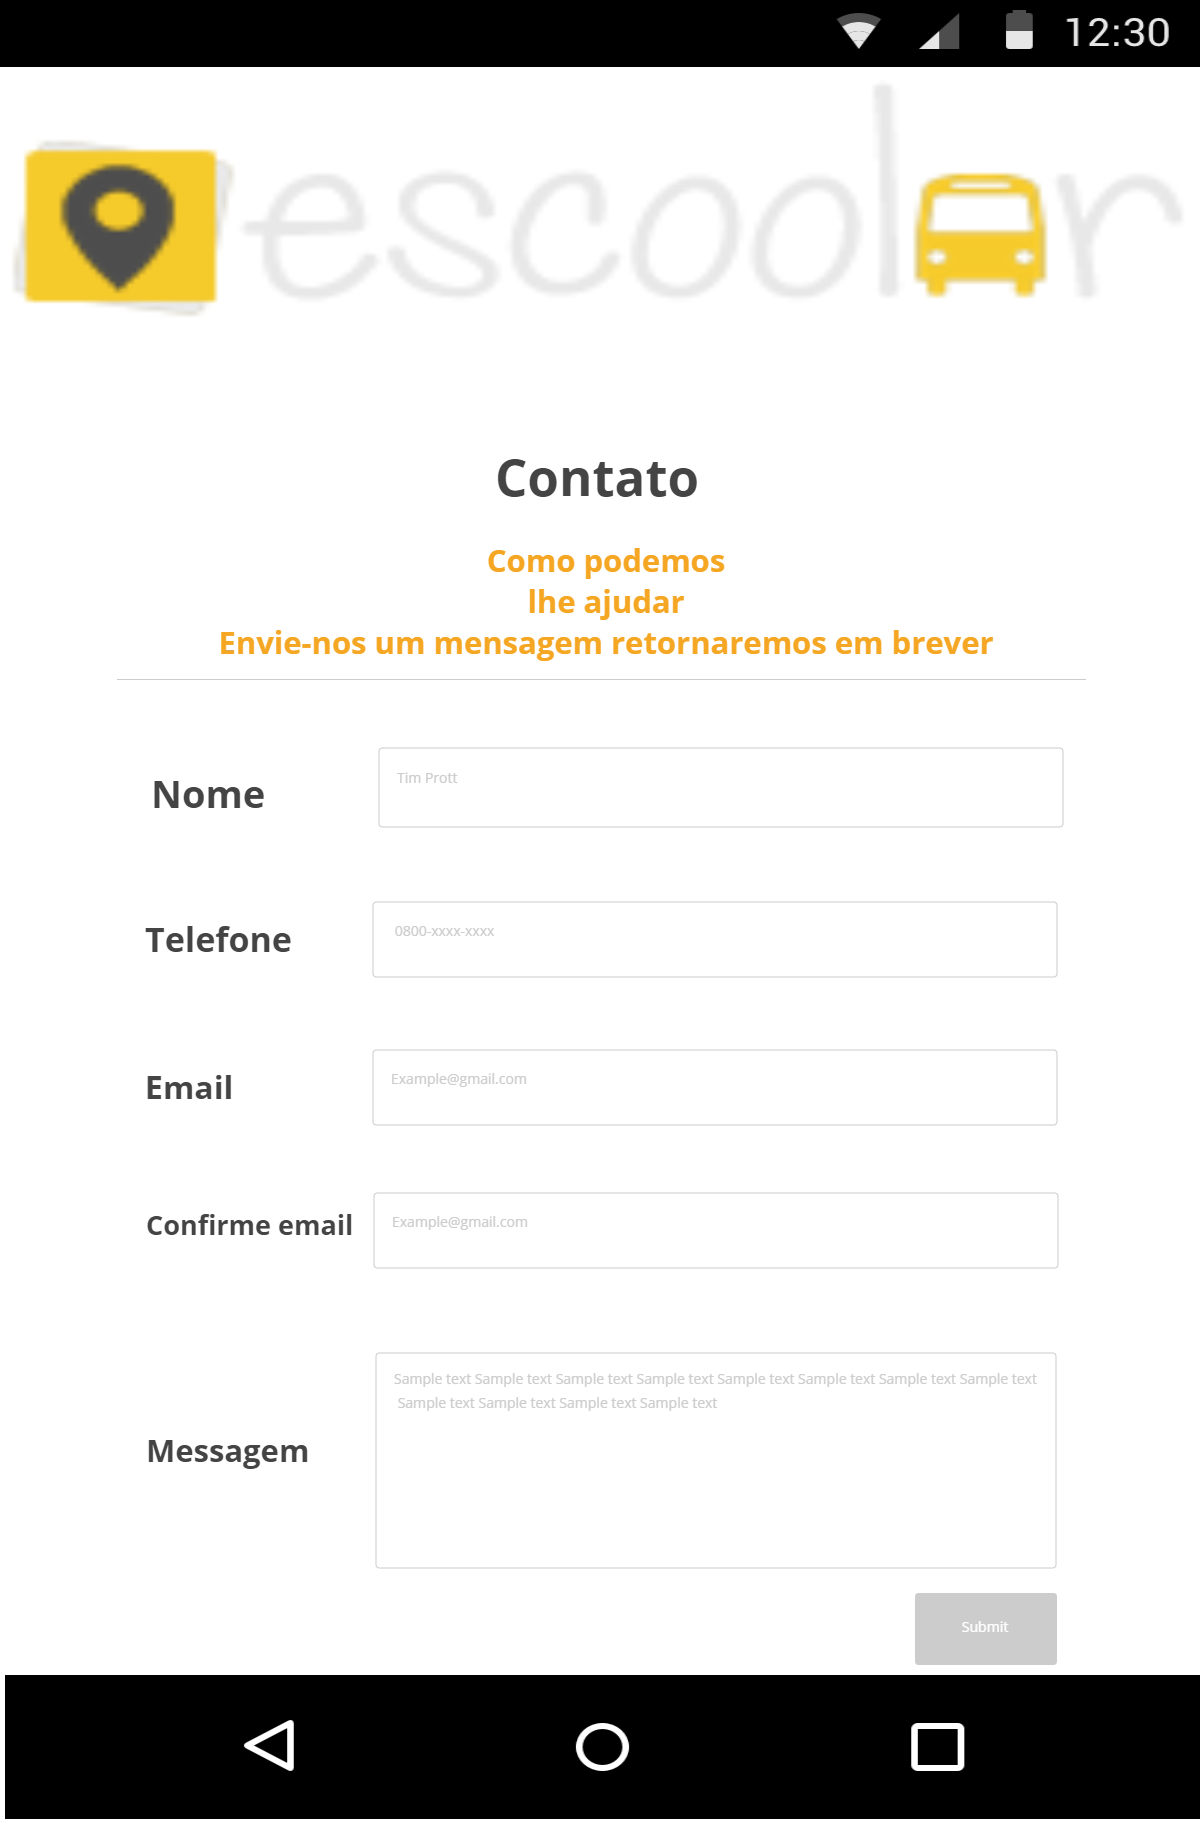 12:30
escoolar
Contato
Como podemos
lhe ajudar
Envie-nos um mensagem retornaremos em brever
Nome
Tim Prott
Telefone
0800-xxxx-xxxx
Email
Example@gmail.com
Confirme email
Example@gmail.com
Messagem
Sample text Sample text Sample text Sample text Sample text Sample text Sample text Sample text
Sample text Sample text Sample text Sample text
Submit